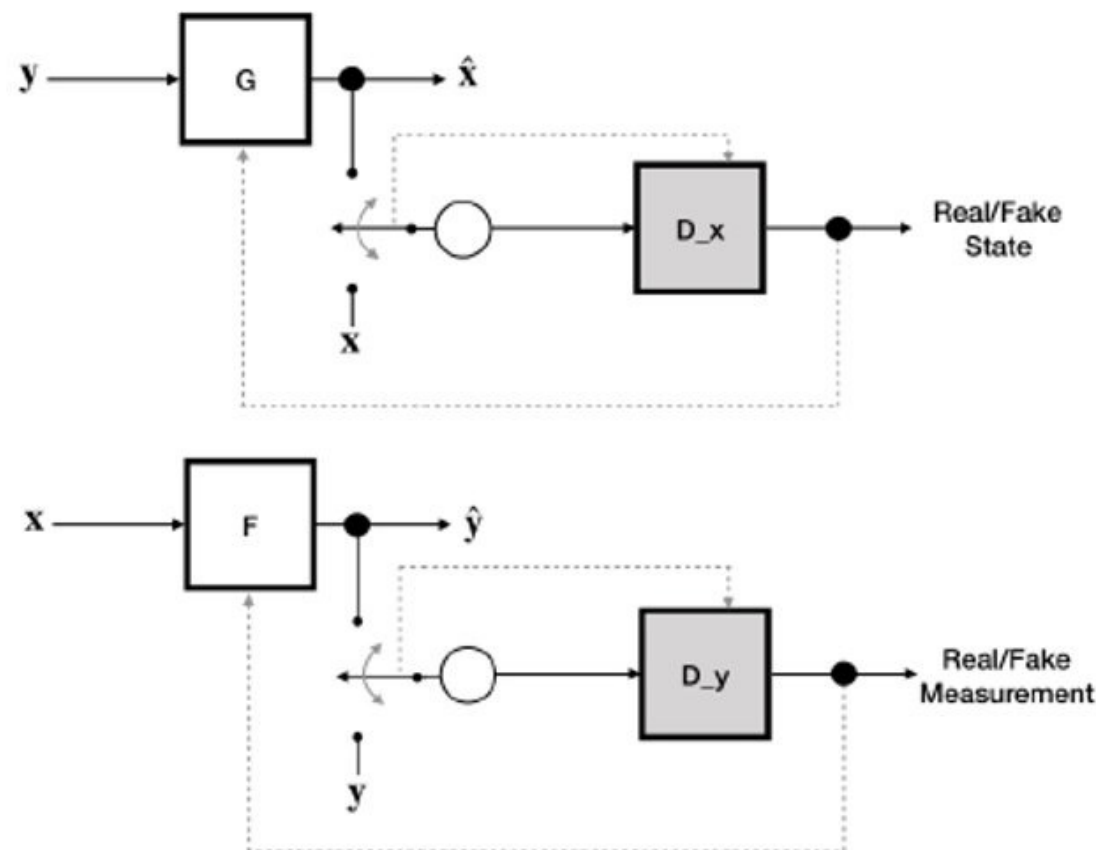 y
G
x̂
D_x
Real/Fake
State
x
x
F
ŷ
D_y
Real/Fake
Measurement
y